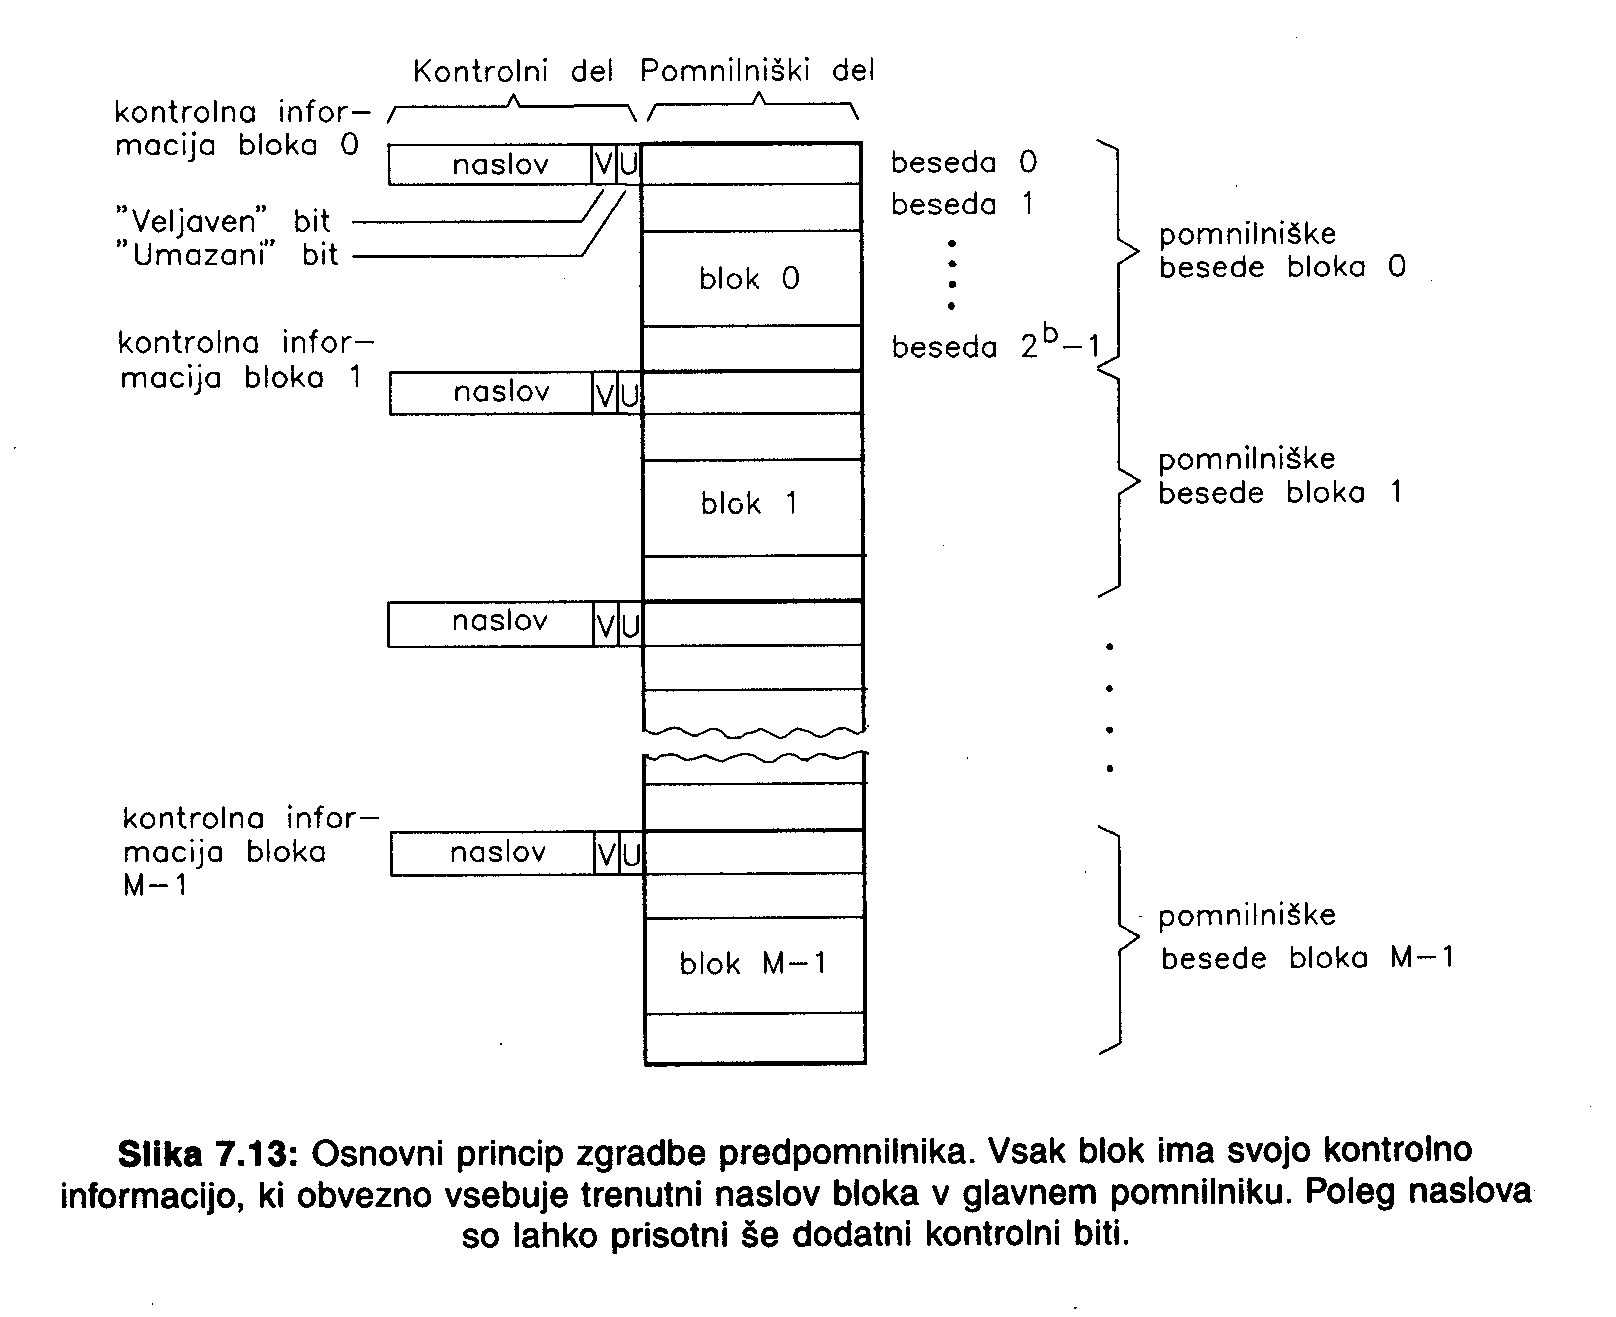 Kontrolni del Pomnilniški del
kontrolna infor–
macija bloka 0
naslov V U
beseda 0
beseda 1
"Veljaven" bit
"Umazani" bit
blok 0
pomnilniške
besede bloka 0
beseda 2^b–1
kontrolna infor–
macija bloka 1
naslov V U
blok 1
pomnilniške
besede bloka 1
naslov V U
kontrolna infor–
macija bloka
M–1
naslov V U
blok M–1
pomnilniške
besede bloka M–1
Slika 7.13: Osnovni princip zgradbe predpomnilnika. Vsak blok ima svojo kontrolno
informacijo, ki obvezno vsebuje trenutni naslov bloka v glavnem pomnilniku. Poleg naslova
so lahko prisotni še dodatni kontrolni biti.